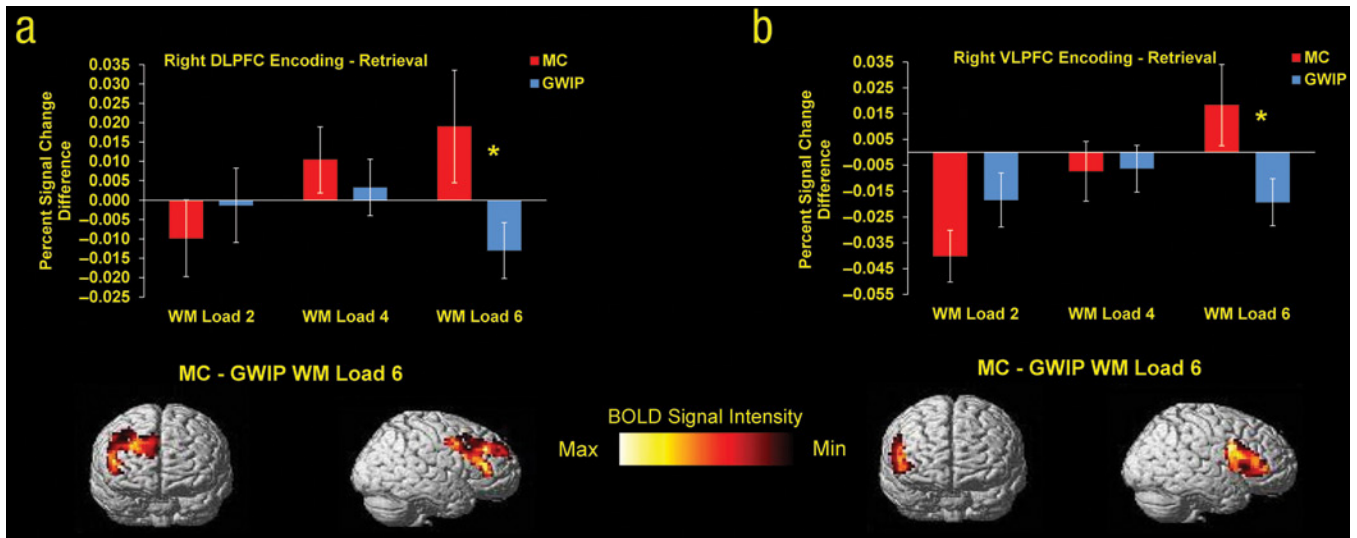 a
Right DLPFC Encoding - Retrieval
MC
GWIP
Percent Signal Change
Difference
0.035
0.030
0.025
0.020
0.015
0.010
0.005
0.000
–0.005
–0.010
–0.015
–0.020
–0.025
*
WM Load 2
WM Load 4
WM Load 6
MC - GWIP WM Load 6
b
Right VLPFC Encoding - Retrieval
MC
GWIP
Percent Signal Change
Difference
0.035
0.025
0.015
0.005
–0.005
–0.015
–0.025
–0.035
–0.045
–0.055
*
WM Load 2
WM Load 4
WM Load 6
MC - GWIP WM Load 6
BOLD Signal Intensity
Max
Min